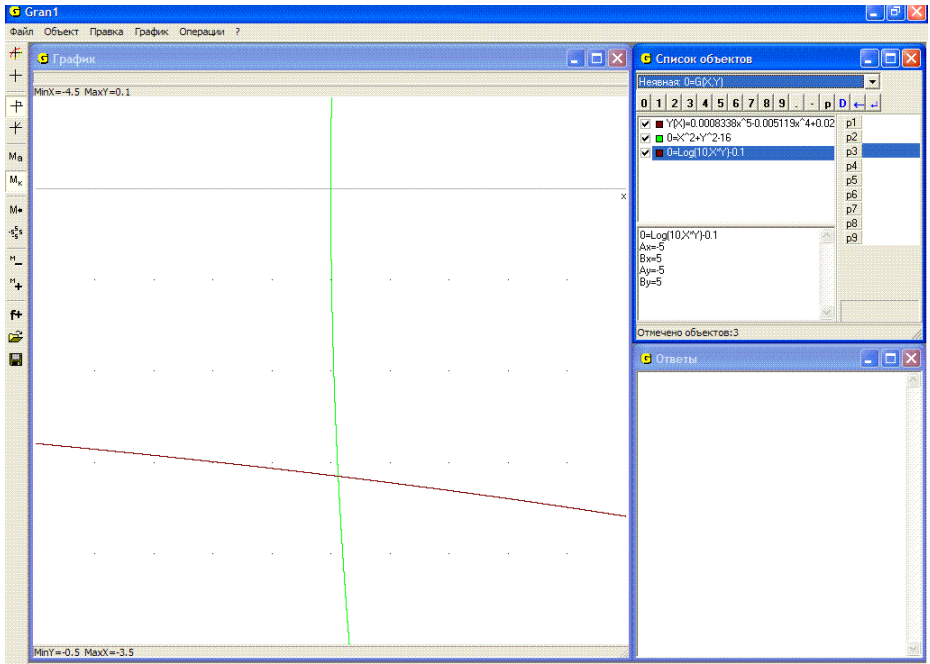 Gran1
Файл Объект Правка График Операции ?
График
MinX=-4.5 MaxY=0.1
x
MinY=-0.5 MaxX=-3.5
Ma
Mк
M
S S S
M
M
f+
Список объектов
Неявная: 0=G(X,Y)
0 1 2 3 4 5 6 7 8 9 . - p D ← ↵
Y(X)=0.0008338x^5-0.005119x^4+0.02
0=X^2+Y^2-16
0=Log(10,X*Y)-0.1
p1
p2
p3
p4
p5
p6
p7
p8
p9
0=Log(10,X*Y)-0.1
Ax=-5
Bx=5
Ay=-5
By=5
Отмечено объектов:3
Ответы